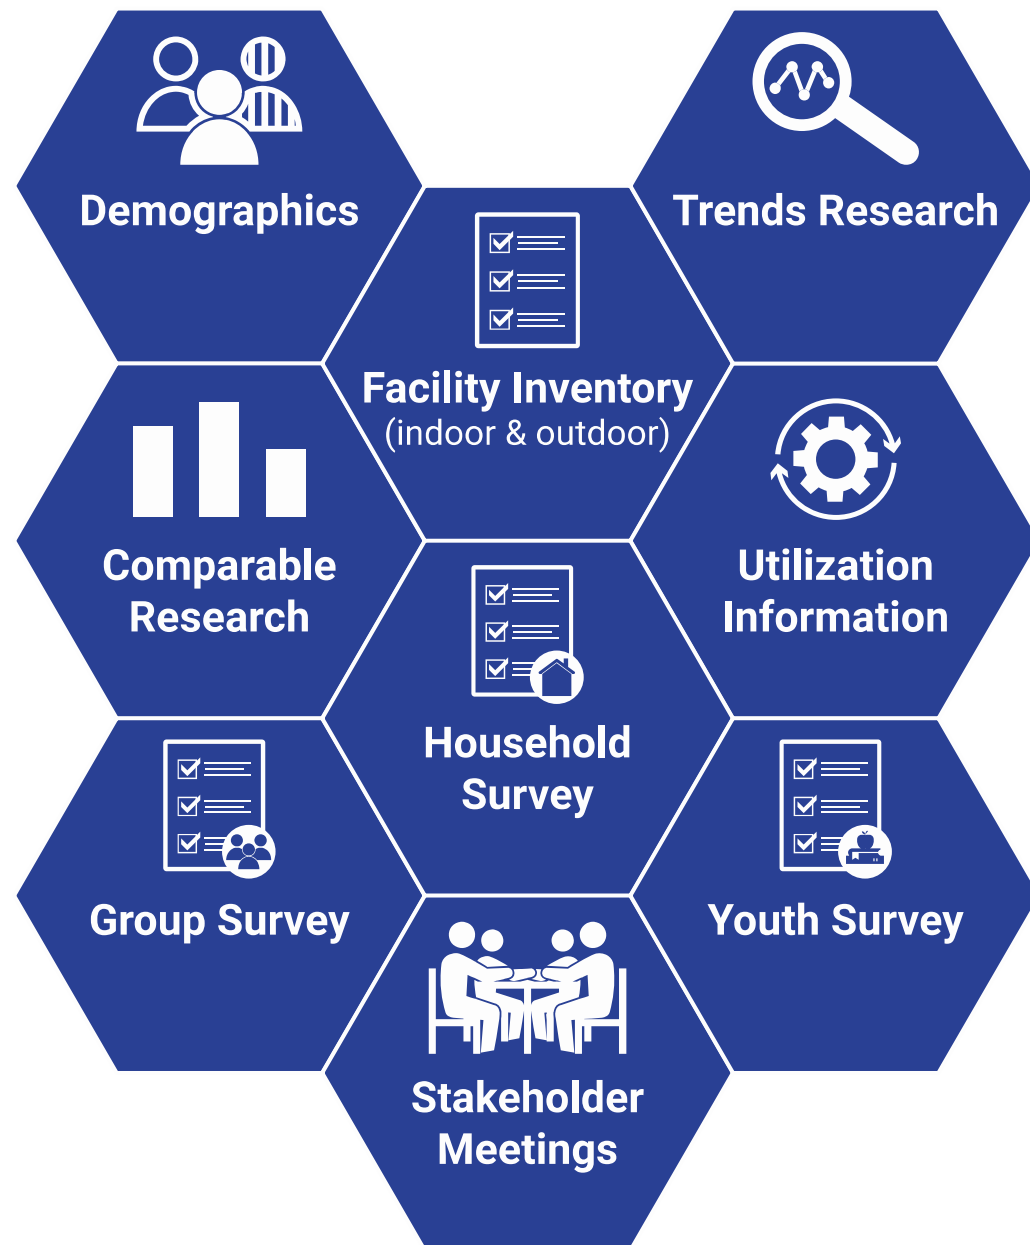 Demographics
Trends Research
Facility Inventory
(indoor & outdoor)
Comparable
Research
Utilization
Information
Household
Survey
Group Survey
Youth Survey
Stakeholder
Meetings